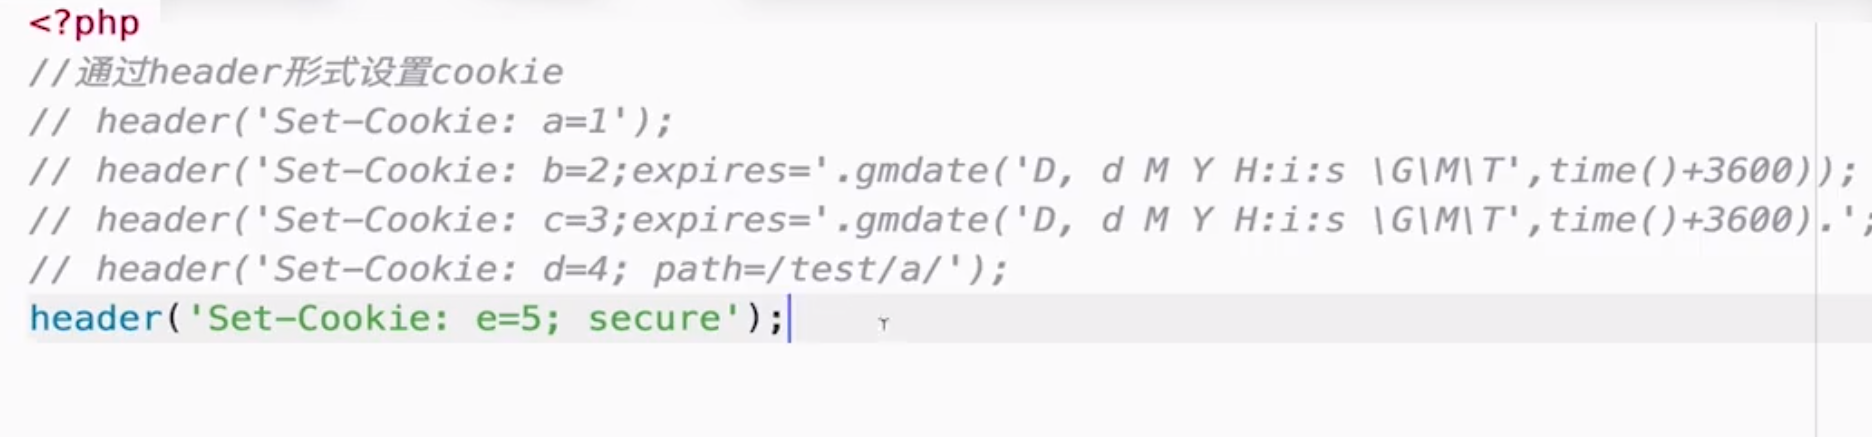 <?php
//通过header形式设置cookie
// header('Set-Cookie: a=1');
// header('Set-Cookie: b=2;expires='.gmdate('D, d M Y H:i:s \G\M\T',time()+3600));
// header('Set-Cookie: c=3;expires='.gmdate('D, d M Y H:i:s \G\M\T',time()+3600).';
// header('Set-Cookie: d=4; path=/test/a/');
header('Set-Cookie: e=5; secure');